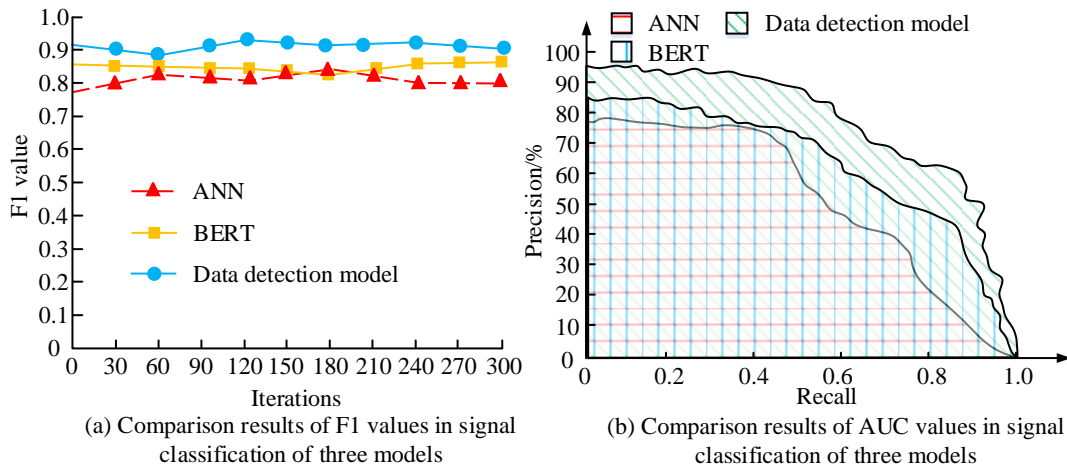 1.0
0.9
0.8
0.7
0.6
0.5
0.4
0.3
0.2
0.1
0
F1 value
ANN
BERT
Data detection model
0 30 60 90 120 150 180 210 240 270 300
Iterations
(a) Comparison results of F1 values in signal
classification of three models
ANN Data detection model
BERT
100
90
80
70
60
50
40
30
20
10
0
Precision/%
0 0.2 0.4 0.6 0.8 1.0
Recall
(b) Comparison results of AUC values in signal
classification of three models